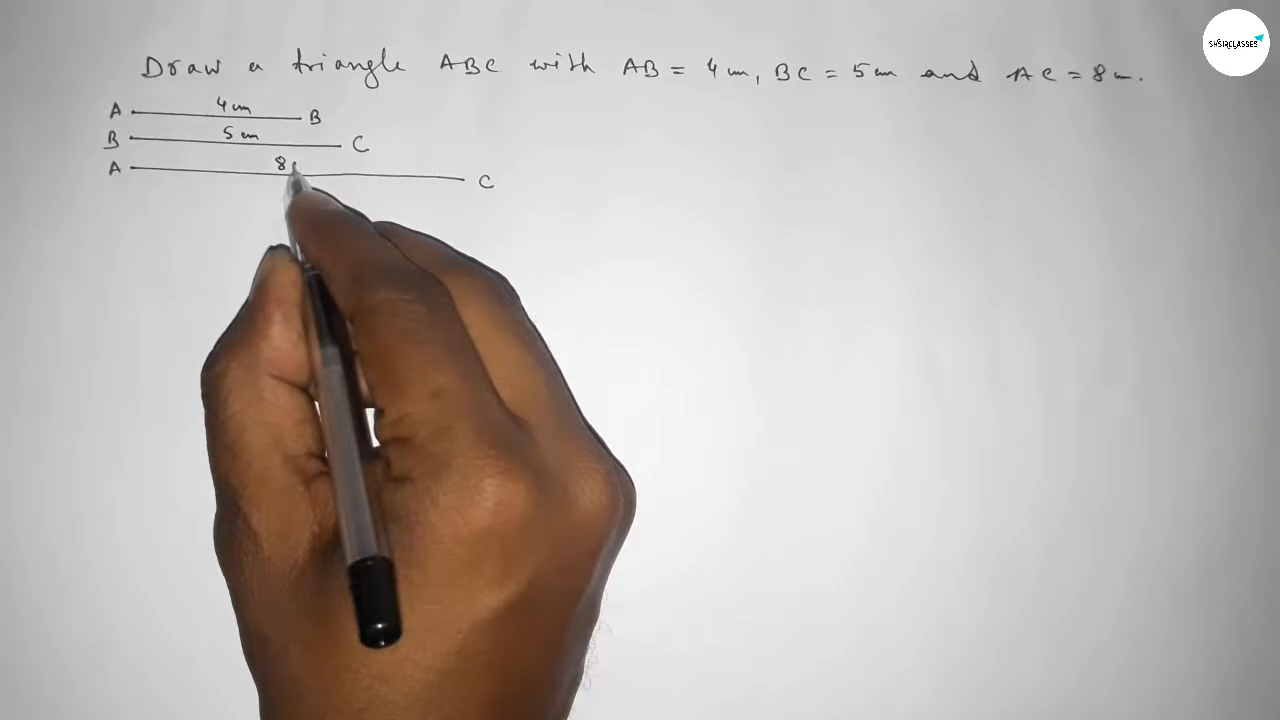 SHSIRCLASSES
Draw a triangle ABC with AB = 4 cm, BC = 5 cm and AC = 8 cm.
A 4 cm B
B 5 cm C
A 8 C